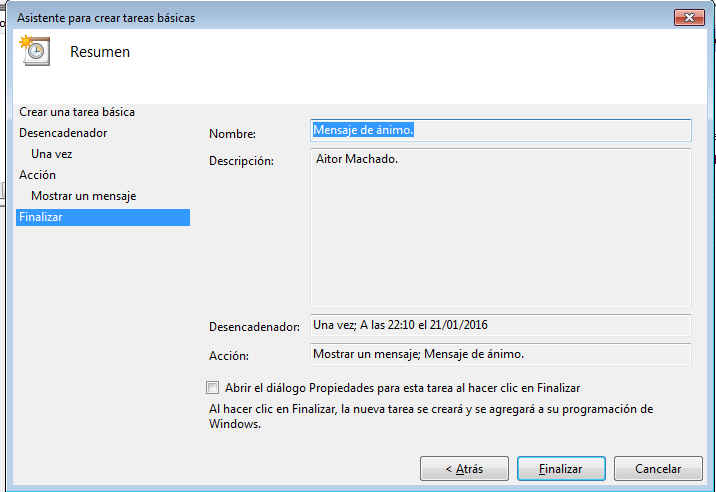 Asistente para crear tareas básicas
Resumen
Crear una tarea básica
Desencadenador
Una vez
Acción
Mostrar un mensaje
Finalizar
Nombre:
Mensaje de ánimo.
Descripción:
Aitor Machado.
Desencadenador:
Una vez; A las 22:10 el 21/01/2016
Acción:
Mostrar un mensaje; Mensaje de ánimo.
Abrir el diálogo Propiedades para esta tarea al hacer clic en Finalizar
Al hacer clic en Finalizar, la nueva tarea se creará y se agregará a su programación de
Windows.
< Atrás
Finalizar
Cancelar